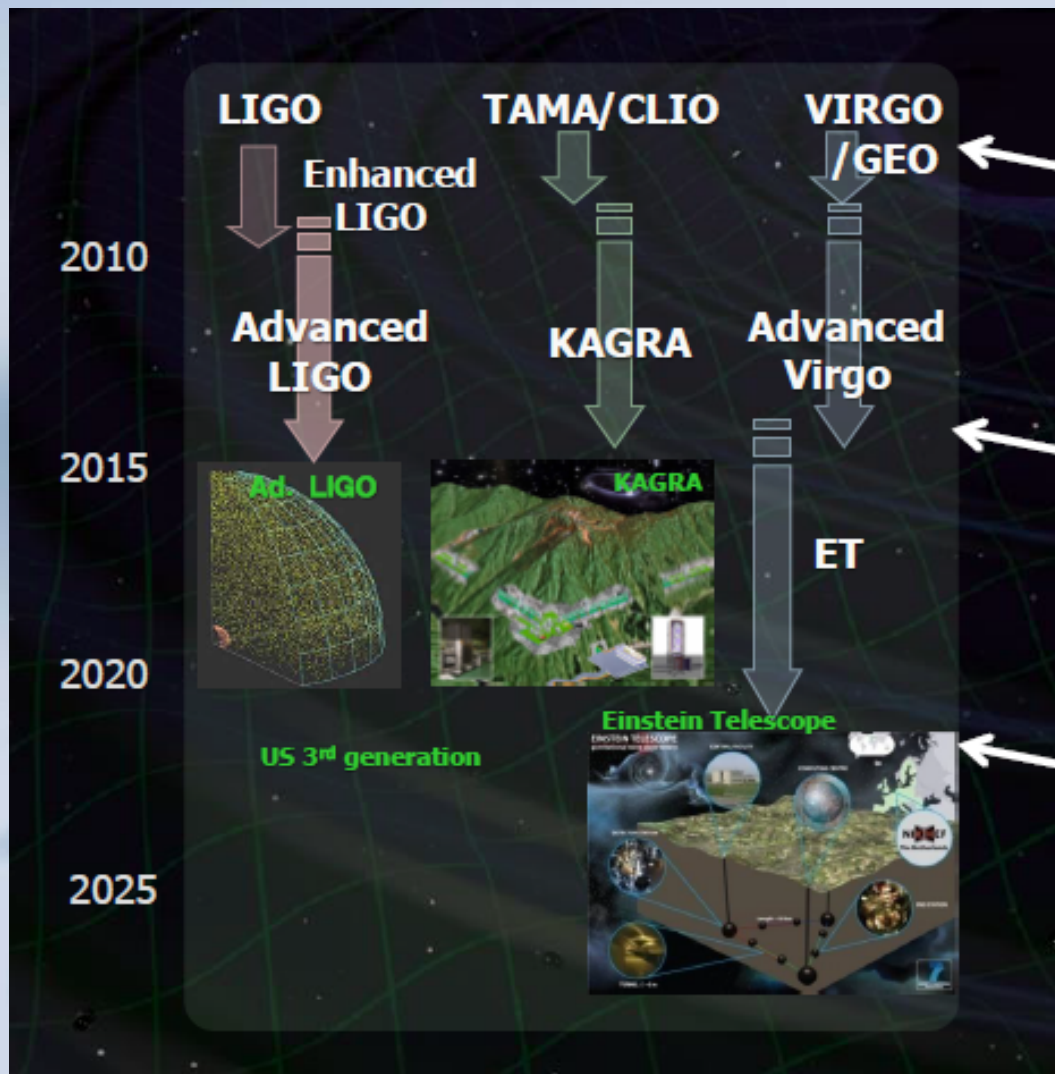 LIGO
TAMA/CLIO
VIRGO
/GEO
Enhanced
LIGO
2010
Advanced
LIGO
KAGRA
Advanced
Virgo
2015
Ad. LIGO
KAGRA
ET
2020
Einstein Telescope
US 3rd generation
EINSTEIN TELESCOPE
2025